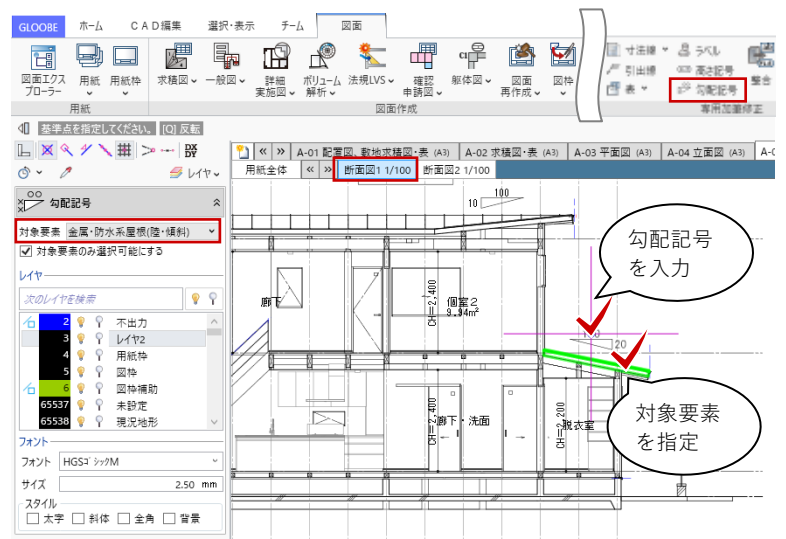 GLOOBE ホーム CAD編集 選択・表示 チーム 図面
図面エクスプローラー 用紙 用紙枠 求積図 一般図 詳細実施図 ボリューム解析 法規LVS 確認申請図 躯体図 図面再作成 図枠
寸法線 ラベル
引出線 高さ記号
表 勾配記号
整合
用紙 図面作成 専用加筆修正
基準点を指定してください。 [Q] 反転
A-01 配置図、敷地求積図・表 (A3) A-02 求積図・表 (A3) A-03 平面図 (A3) A-04 立面図 (A3)
レイヤ
用紙全体 断面図1 1/100 断面図2 1/100
勾配記号
対象要素 金属・防水系屋根(陸・傾斜)
対象要素のみ選択可能にする
レイヤ
次のレイヤを検索
2 不出力
3 レイヤ2
4 用紙枠
5 図枠
6 図枠補助
65537 未設定
65538 現況地形
フォント
フォント HGSゴシックM
サイズ 2.50 mm
スタイル
太字 斜体 全角 背景
100
10
廊下
CH=2,400
個室2
9.94m²
勾配記号
を入力
100
20
CH=2,400
廊下・洗面
CH=2,200
脱衣室
対象要素
を指定